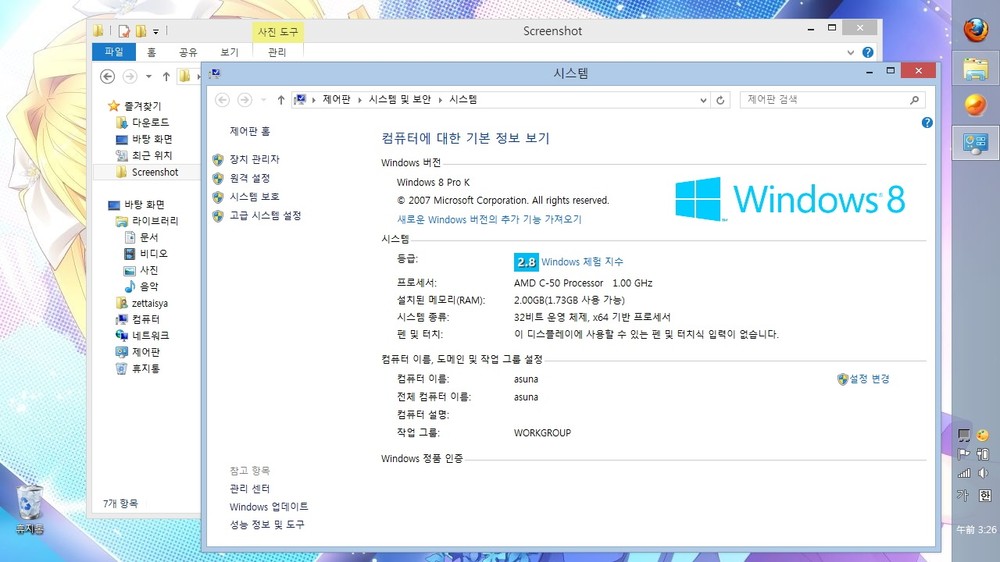 사진 도구
Screenshot
파일 홈 공유 보기 관리
시스템
제어판 시스템 및 보안 시스템
제어판 검색
즐겨찾기
다운로드
바탕 화면
최근 위치
Screenshot
바탕 화면
라이브러리
문서
비디오
사진
음악
zettaisya
컴퓨터
네트워크
제어판
휴지통
7개 항목
제어판 홈
장치 관리자
원격 설정
시스템 보호
고급 시스템 설정
참고 항목
관리 센터
Windows 업데이트
성능 정보 및 도구
컴퓨터에 대한 기본 정보 보기
Windows 버전
Windows 8 Pro K
© 2007 Microsoft Corporation. All rights reserved.
새로운 Windows 버전의 추가 기능 가져오기
Windows 8
시스템
등급: 2.8 Windows 체험 지수
프로세서: AMD C-50 Processor 1.00 GHz
설치된 메모리(RAM): 2.00GB(1.73GB 사용 가능)
시스템 종류: 32비트 운영 체제, x64 기반 프로세서
펜 및 터치: 이 디스플레이에 사용할 수 있는 펜 및 터치식 입력이 없습니다.
컴퓨터 이름, 도메인 및 작업 그룹 설정
컴퓨터 이름: asuna
설정 변경
전체 컴퓨터 이름: asuna
컴퓨터 설명:
작업 그룹: WORKGROUP
Windows 정품 인증
휴지통
가 한
午前 3:26